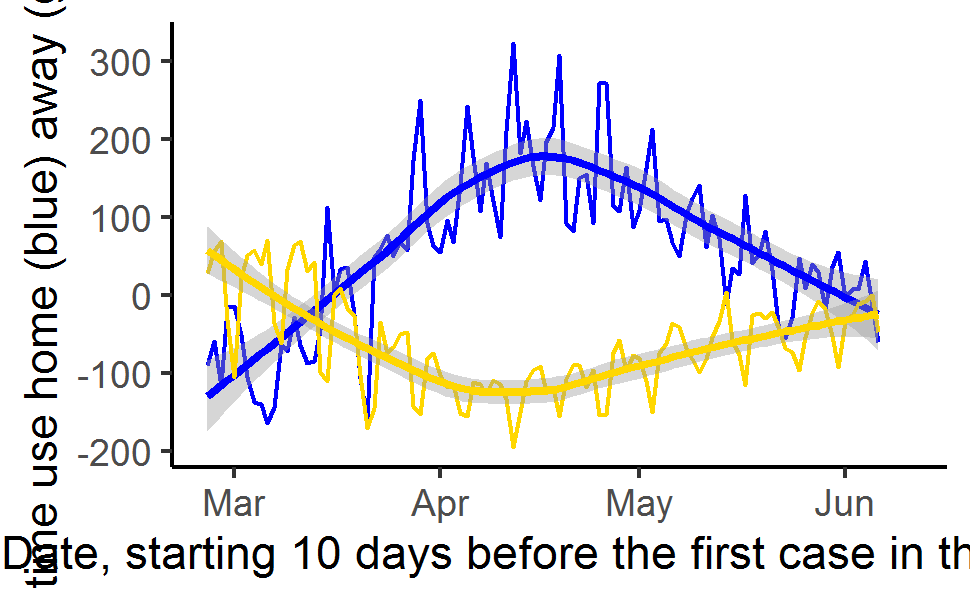 time use home (blue) away (
300
200
100
0
-100
-200
Mar Apr May Jun
Date, starting 10 days before the first case in th